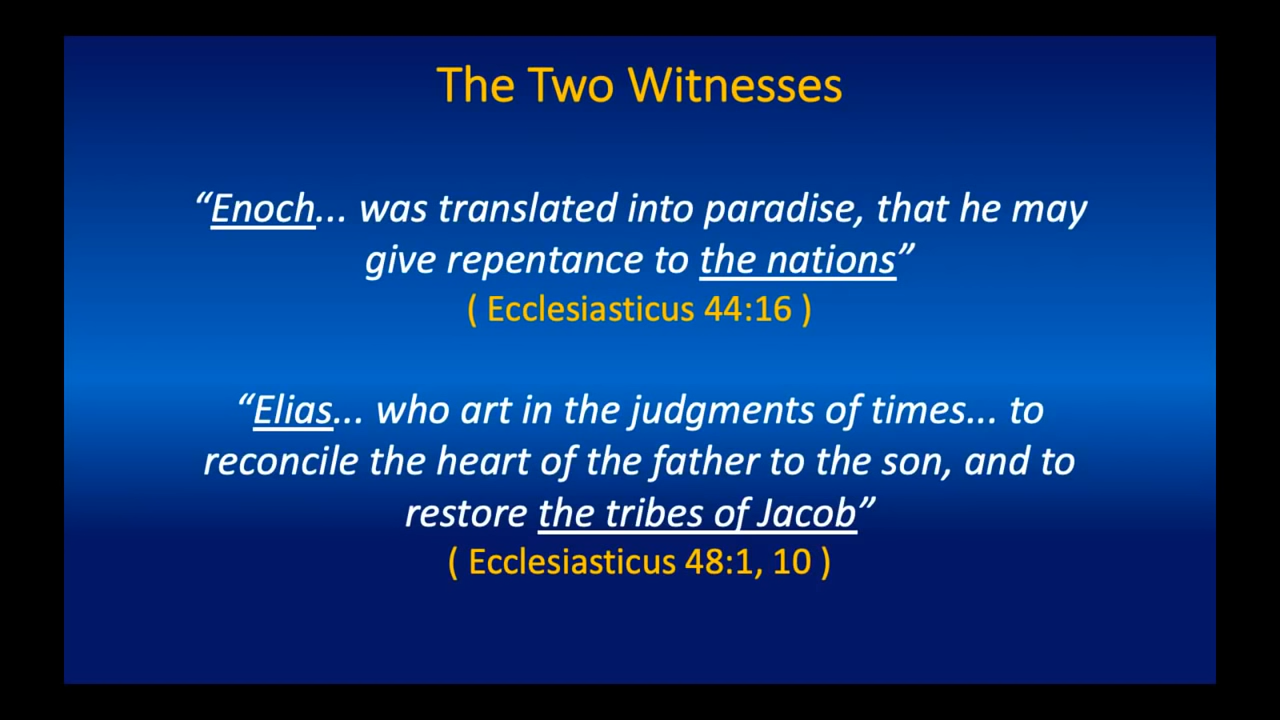 The Two Witnesses
“Enoch... was translated into paradise, that he may
give repentance to the nations”
( Ecclesiasticus 44:16 )
“Elias... who art in the judgments of times... to
reconcile the heart of the father to the son, and to
restore the tribes of Jacob”
( Ecclesiasticus 48:1, 10 )